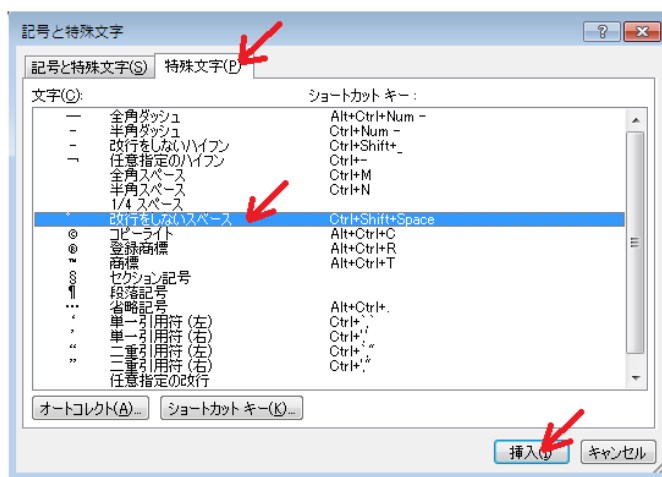 記号と特殊文字
記号と特殊文字(S) 特殊文字(P)
文字(C): ショートカット キー :
— 全角ダッシュ Alt+Ctrl+Num -
– 半角ダッシュ Ctrl+Num -
- 改行をしないハイフン Ctrl+Shift+_
¬ 任意指定のハイフン Ctrl+-
全角スペース Ctrl+M
半角スペース Ctrl+N
1/4 スペース
° 改行をしないスペース Ctrl+Shift+Space
© コピーライト Alt+Ctrl+C
® 登録商標 Alt+Ctrl+R
™ 商標 Alt+Ctrl+T
§ セクション記号
¶ 段落記号
… 省略記号 Alt+Ctrl+.
‘ 単一引用符 (左) Ctrl+`,`
’ 単一引用符 (右) Ctrl+','
“ 二重引用符 (左) Ctrl+`,"
” 二重引用符 (右) Ctrl+',"
任意指定の改行
オートコレクト(A)... ショートカット キー(K)...
挿入(I) キャンセル